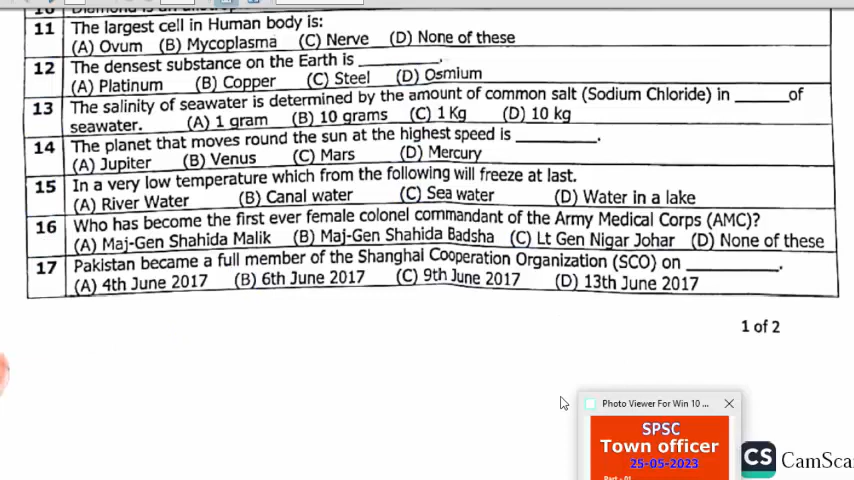 11 The largest cell in Human body is:
(A) Ovum (B) Mycoplasma (C) Nerve (D) None of these
12 The densest substance on the Earth is ________.
(A) Platinum (B) Copper (C) Steel (D) Osmium
13 The salinity of seawater is determined by the amount of common salt (Sodium Chloride) in ______of
seawater. (A) 1 gram (B) 10 grams (C) 1 Kg (D) 10 kg
14 The planet that moves round the sun at the highest speed is ________.
(A) Jupiter (B) Venus (C) Mars (D) Mercury
15 In a very low temperature which from the following will freeze at last.
(A) River Water (B) Canal water (C) Sea water (D) Water in a lake
16 Who has become the first ever female colonel commandant of the Army Medical Corps (AMC)?
(A) Maj-Gen Shahida Malik (B) Maj-Gen Shahida Badsha (C) Lt Gen Nigar Johar (D) None of these
17 Pakistan became a full member of the Shanghai Cooperation Organization (SCO) on _________.
(A) 4th June 2017 (B) 6th June 2017 (C) 9th June 2017 (D) 13th June 2017
1 of 2
Photo Viewer For Win 10 ...
SPSC
Town officer
25-05-2023
CS CamSca